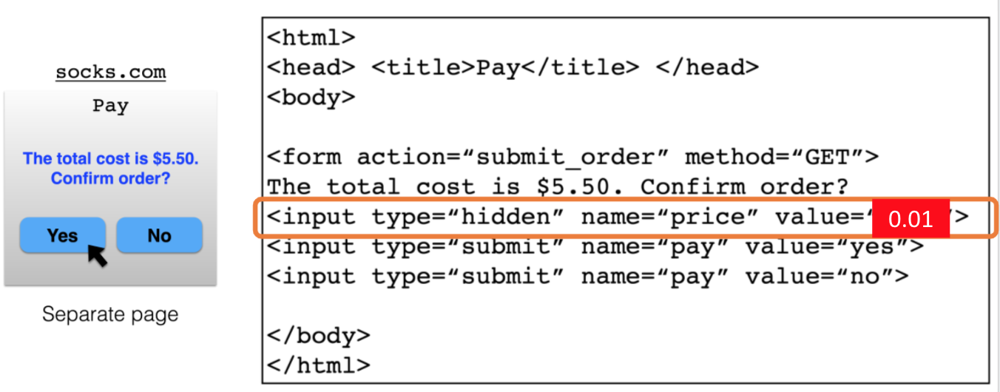 socks.com
Pay
The total cost is $5.50.
Confirm order?
Yes
No
Separate page
<html>
<head> <title>Pay</title> </head>
<body>
<form action=“submit_order” method=“GET”>
The total cost is $5.50. Confirm order?
<input type=“hidden” name=“price” value=“0.01”>
<input type=“submit” name=“pay” value=“yes”>
<input type=“submit” name=“pay” value=“no”>
</body>
</html>